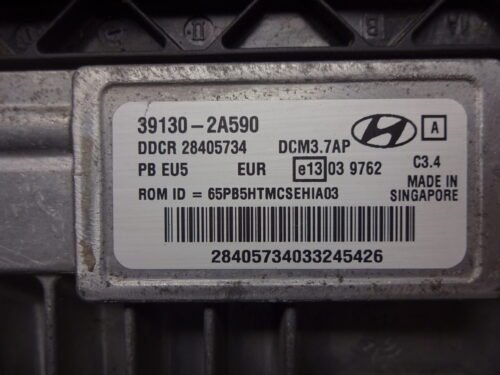 39130-2A590
DDCR 28405734 DCM3.7AP A
PB EU5 EUR e13 03 9762 C3.4
ROM ID = 65PB5HTMCSEHIA03 MADE IN
SINGAPORE
28405734033245426